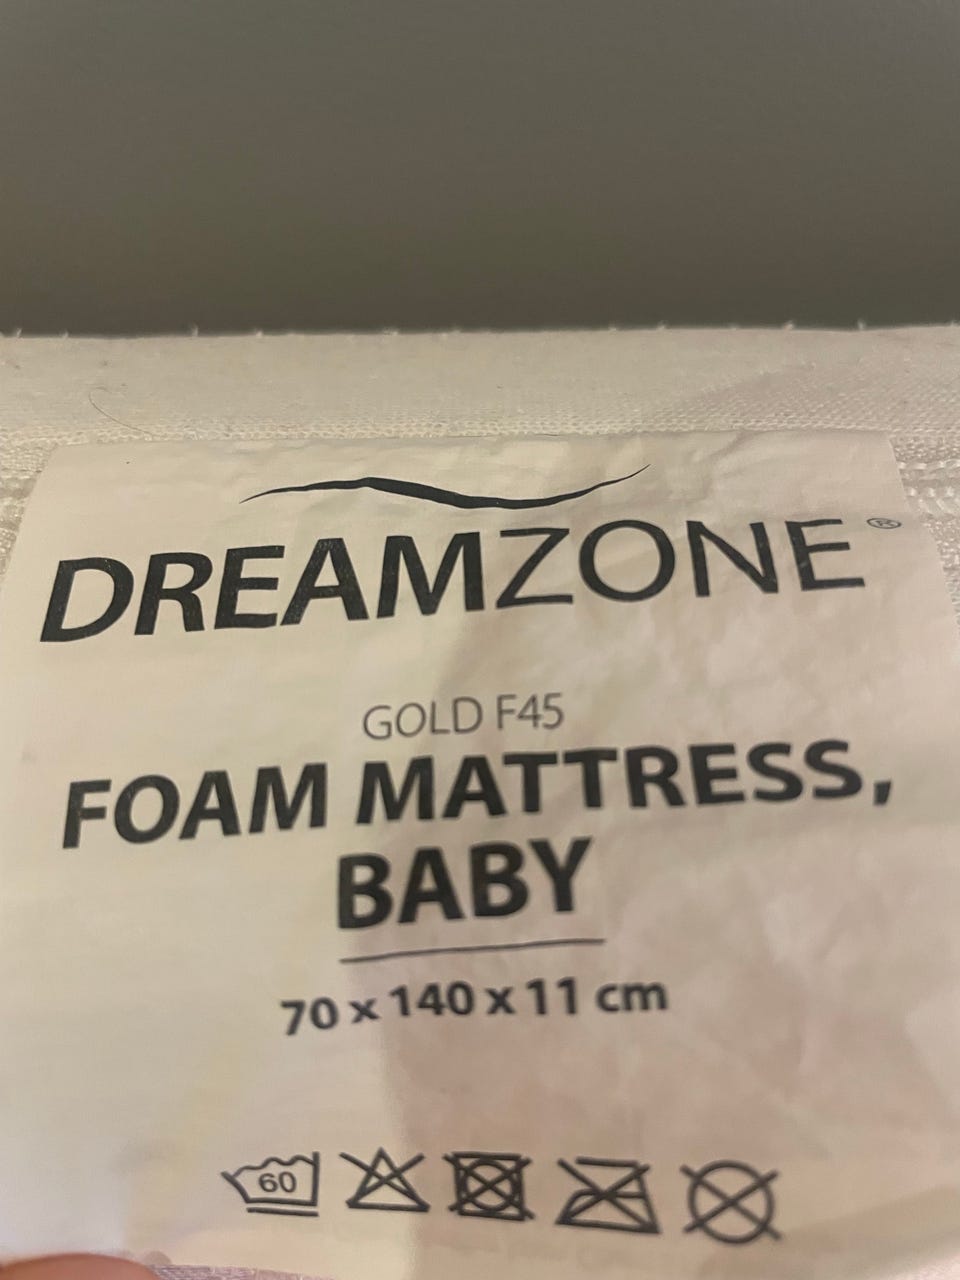 DREAMZONE®
GOLD F45
FOAM MATTRESS,
BABY
70 x 140 x 11 cm
60